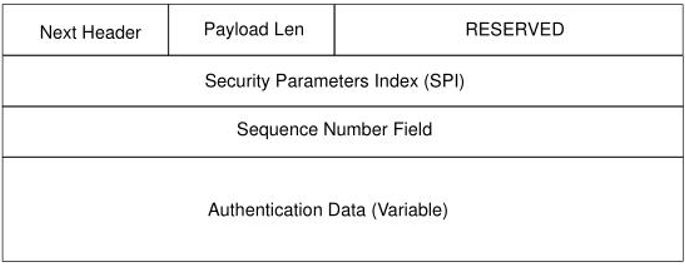 Next Header Payload Len RESERVED
Security Parameters Index (SPI)
Sequence Number Field
Authentication Data (Variable)